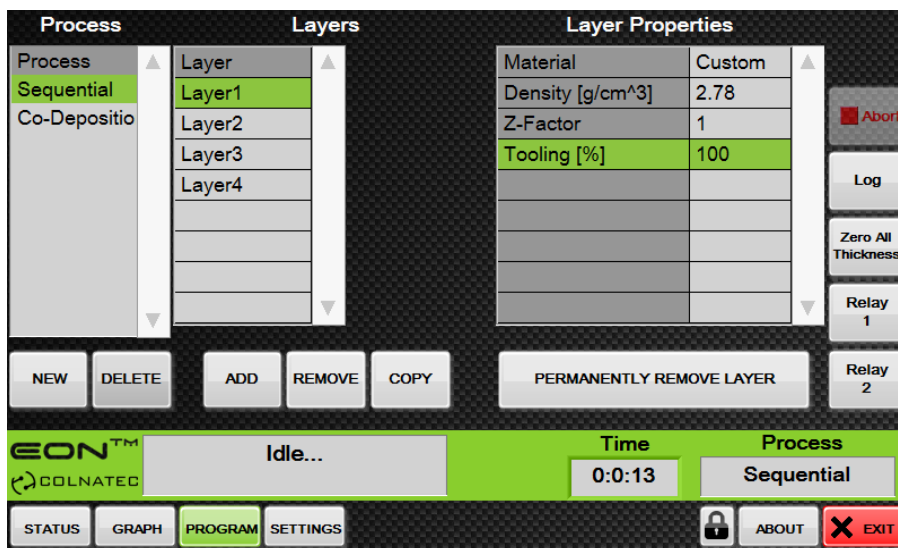 Process
Layers
Layer Properties
Process
Sequential
Co-Depositio
Layer
Layer1
Layer2
Layer3
Layer4
Material Custom
Density [g/cm^3] 2.78
Z-Factor 1
Tooling [%] 100
Abort
Log
Zero All
Thickness
Relay
1
Relay
2
NEW
DELETE
ADD
REMOVE
COPY
PERMANENTLY REMOVE LAYER
EON™
COLNATEC
Idle...
Time
0:0:13
Process
Sequential
STATUS
GRAPH
PROGRAM
SETTINGS
ABOUT
EXIT